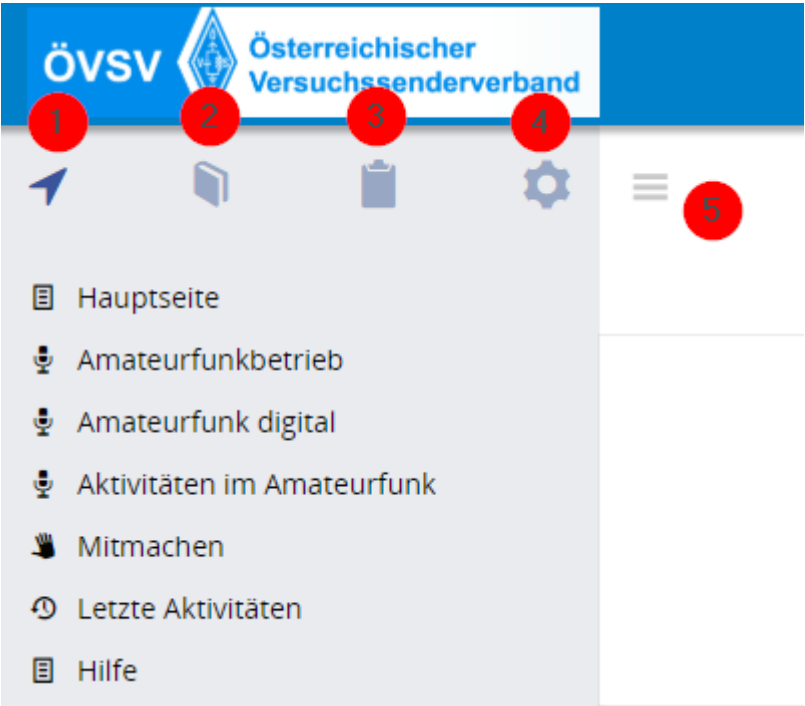 ÖVSV
Österreichischer
Versuchssenderverband
1
2
3
4
5
Hauptseite
Amateurfunkbetrieb
Amateurfunk digital
Aktivitäten im Amateurfunk
Mitmachen
Letzte Aktivitäten
Hilfe